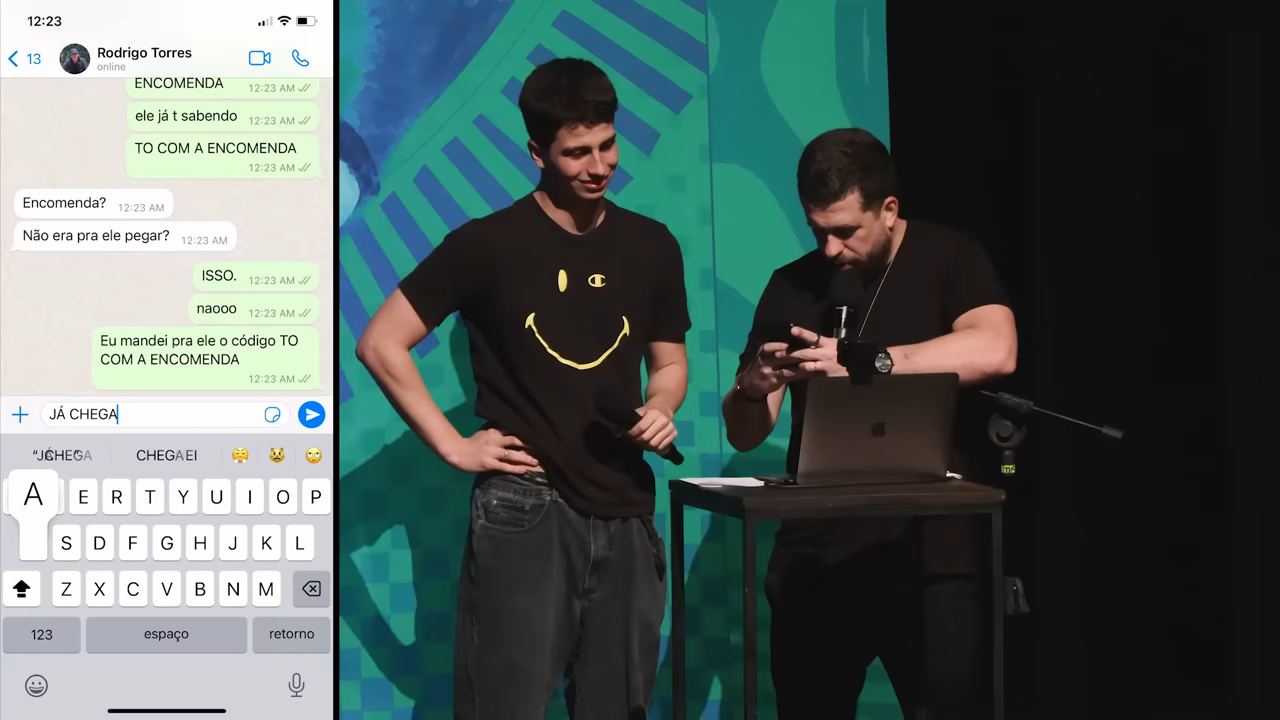 12:23
13
Rodrigo Torres
online
ENCOMENDA
12:23 AM
ele já t sabendo
12:23 AM
TO COM A ENCOMENDA
12:23 AM
Encomenda?
12:23 AM
Não era pra ele pegar?
12:23 AM
ISSO.
12:23 AM
naooo
12:23 AM
Eu mandei pra ele o código TO
COM A ENCOMENDA
12:23 AM
JÁ CHEGA
A E R T Y U I O P
S D F G H J K L
Z X C V B N M
123 espaço retorno